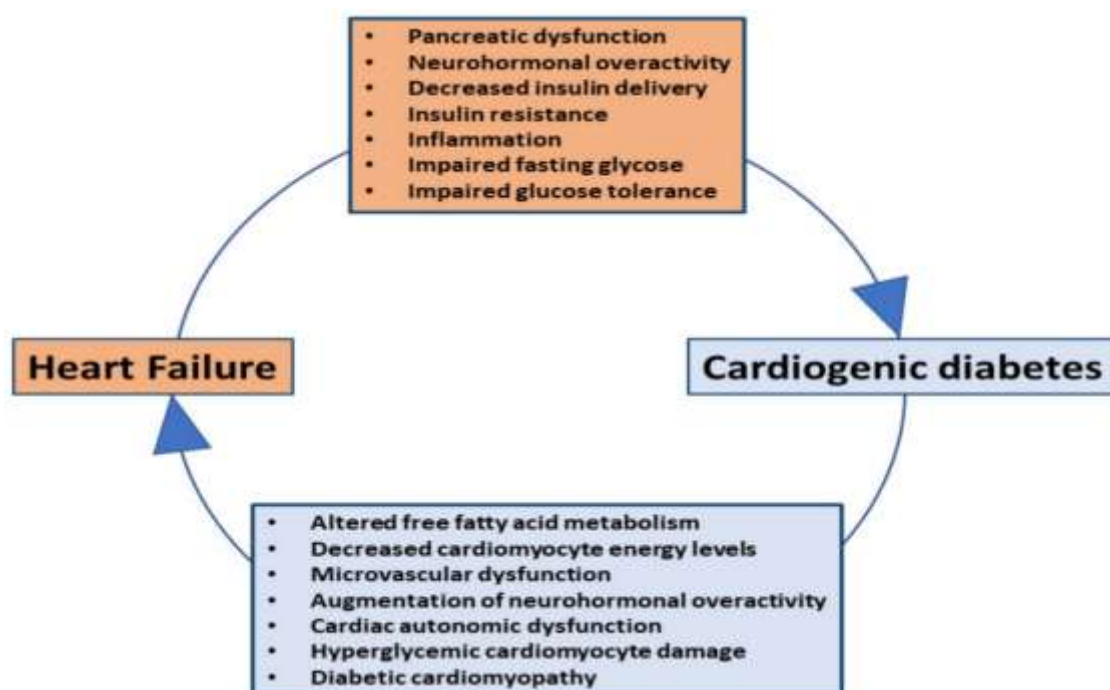 • Pancreatic dysfunction
• Neurohormonal overactivity
• Decreased insulin delivery
• Insulin resistance
• Inflammation
• Impaired fasting glycose
• Impaired glucose tolerance
Heart Failure
Cardiogenic diabetes
• Altered free fatty acid metabolism
• Decreased cardiomyocyte energy levels
• Microvascular dysfunction
• Augmentation of neurohormonal overactivity
• Cardiac autonomic dysfunction
• Hyperglycemic cardiomyocyte damage
• Diabetic cardiomyopathy